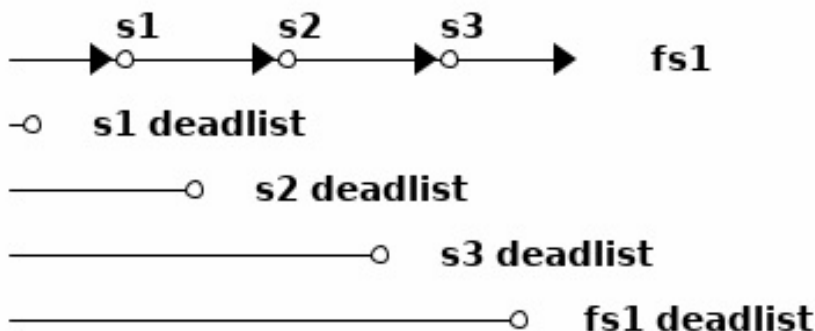 s1 s2 s3
fs1
s1 deadlist
s2 deadlist
s3 deadlist
fs1 deadlist